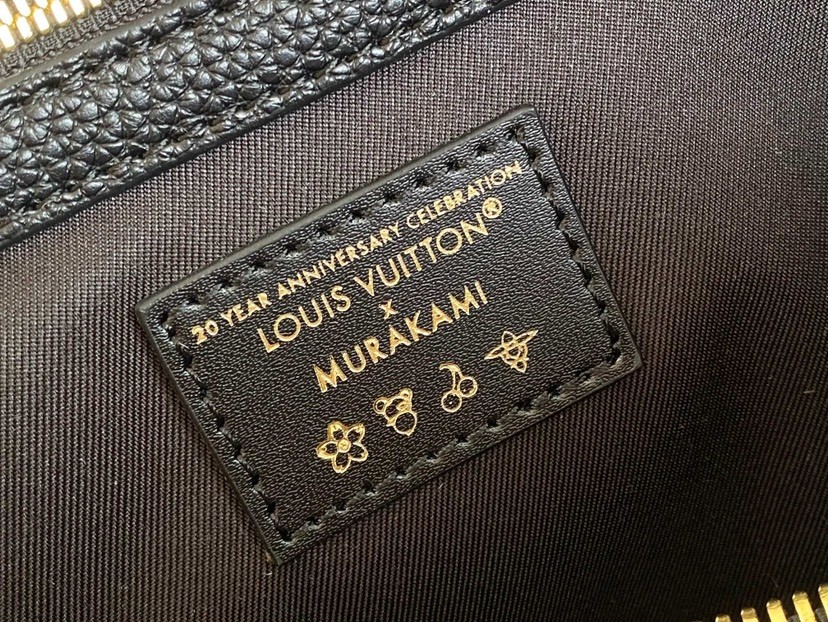 20 YEAR ANNIVERSARY CELEBRATION
LOUIS VUITTON®
x
MURAKAMI